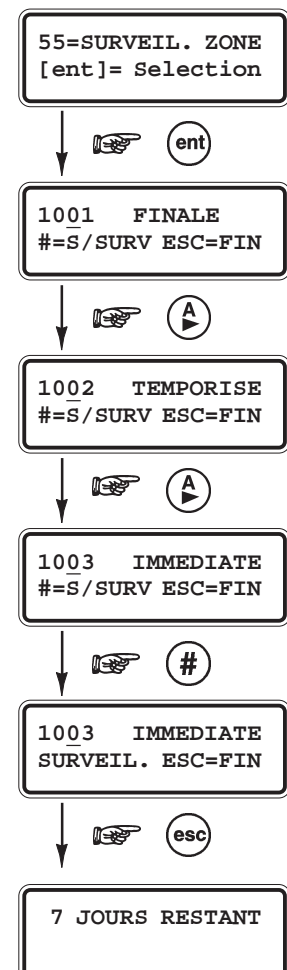 55=SURVEIL. ZONE
[ent]= Selection
ent
1001 FINALE
#=S/SURV ESC=FIN
A
1002 TEMPORISE
#=S/SURV ESC=FIN
A
1003 IMMEDIATE
#=S/SURV ESC=FIN
#
1003 IMMEDIATE
SURVEIL. ESC=FIN
esc
7 JOURS RESTANT